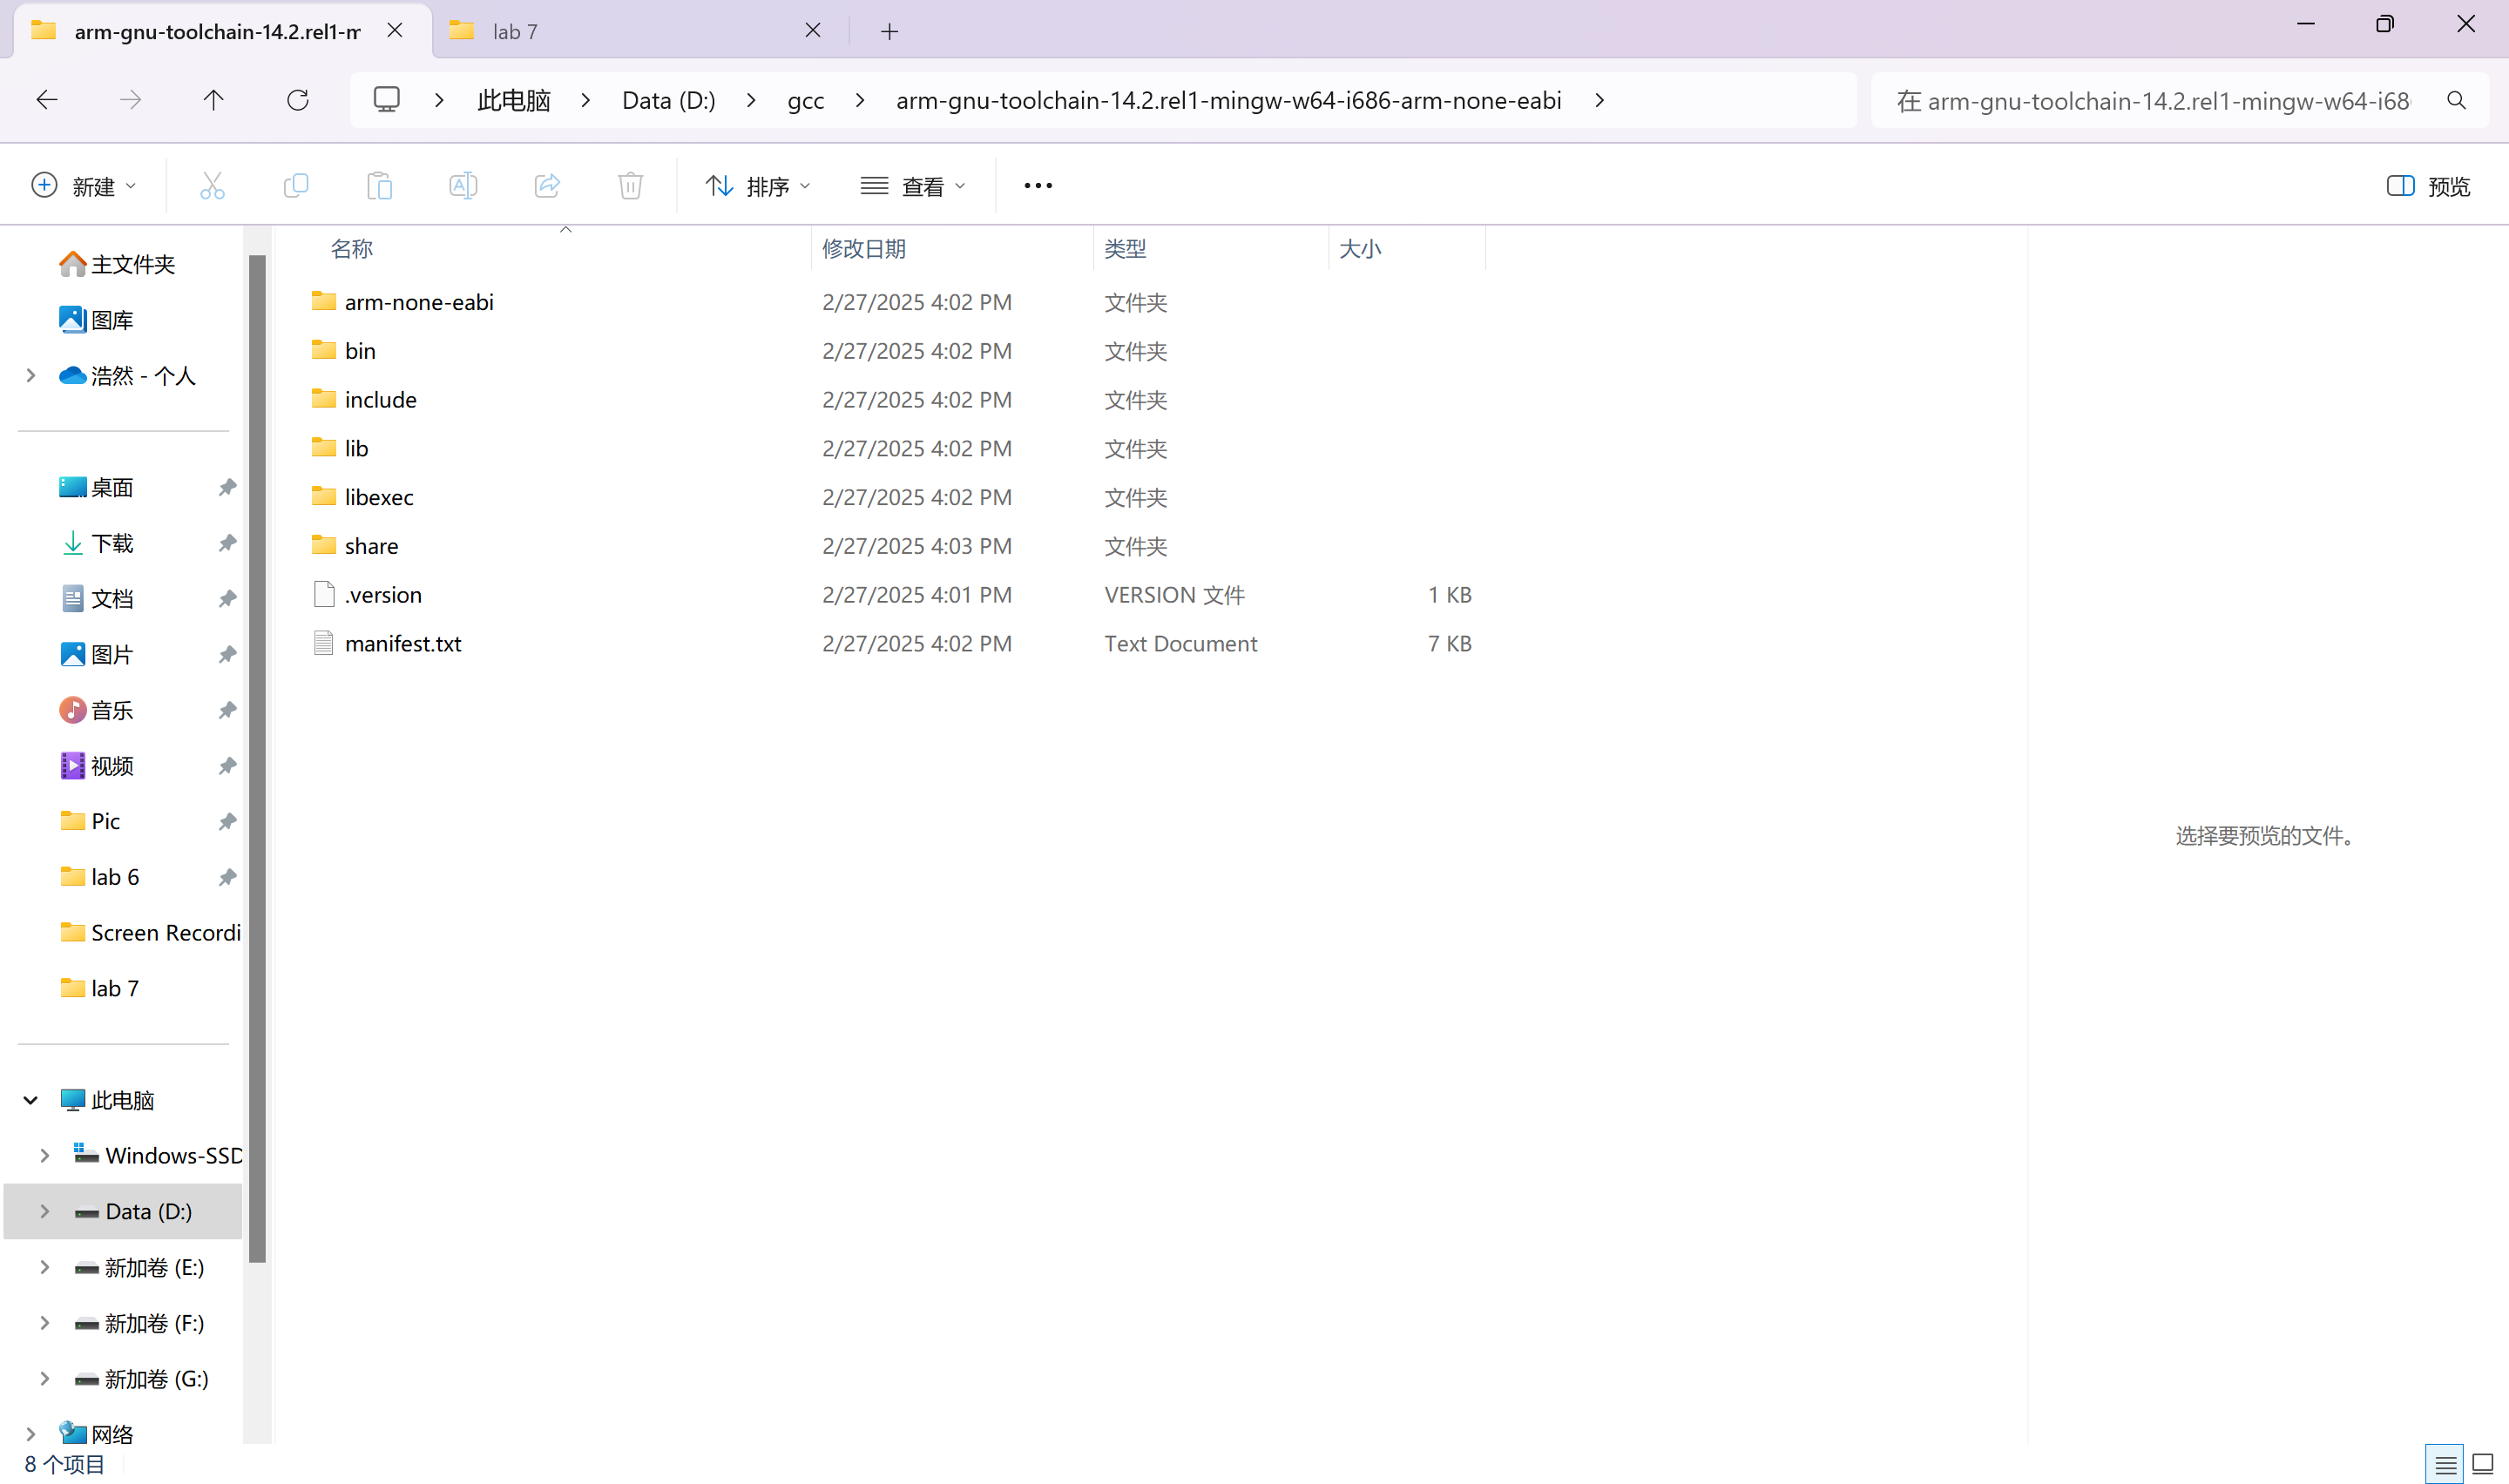 arm-gnu-toolchain-14.2.rel1-m
lab 7
此电脑 Data (D:) gcc arm-gnu-toolchain-14.2.rel1-mingw-w64-i686-arm-none-eabi
在 arm-gnu-toolchain-14.2.rel1-mingw-w64-i68
新建 排序 查看 ••• 预览
主文件夹
图库
浩然 - 个人
桌面
下载
文档
图片
音乐
视频
Pic
lab 6
Screen Recordi
lab 7
此电脑
Windows-SSD
Data (D:)
新加卷 (E:)
新加卷 (F:)
新加卷 (G:)
网络
名称 修改日期 类型 大小
arm-none-eabi 2/27/2025 4:02 PM 文件夹
bin 2/27/2025 4:02 PM 文件夹
include 2/27/2025 4:02 PM 文件夹
lib 2/27/2025 4:02 PM 文件夹
libexec 2/27/2025 4:02 PM 文件夹
share 2/27/2025 4:03 PM 文件夹
.version 2/27/2025 4:01 PM VERSION 文件 1 KB
manifest.txt 2/27/2025 4:02 PM Text Document 7 KB
选择要预览的文件。
8 个项目